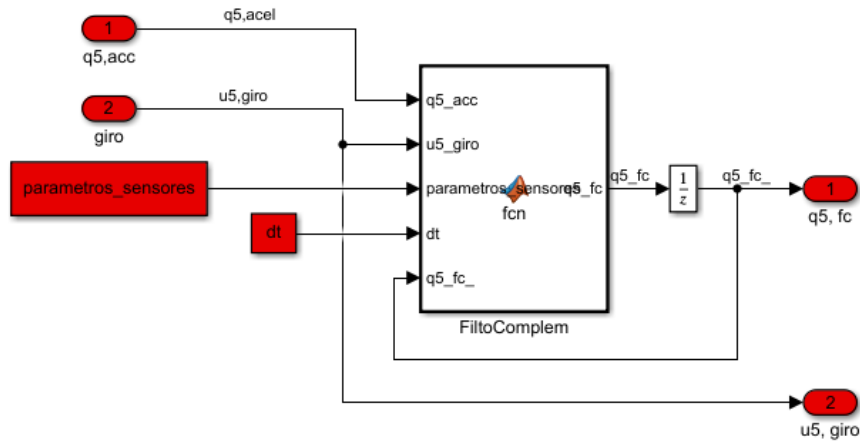 1
q5,acel
q5,acc
2
u5,giro
giro
parametros_sensores
dt
q5_acc
u5_giro
parametros_sensores
dt
q5_fc_
q5_fc
fcn
FiltoComplem
q5_fc
1
z
q5_fc_
1
q5, fc
2
u5, giro